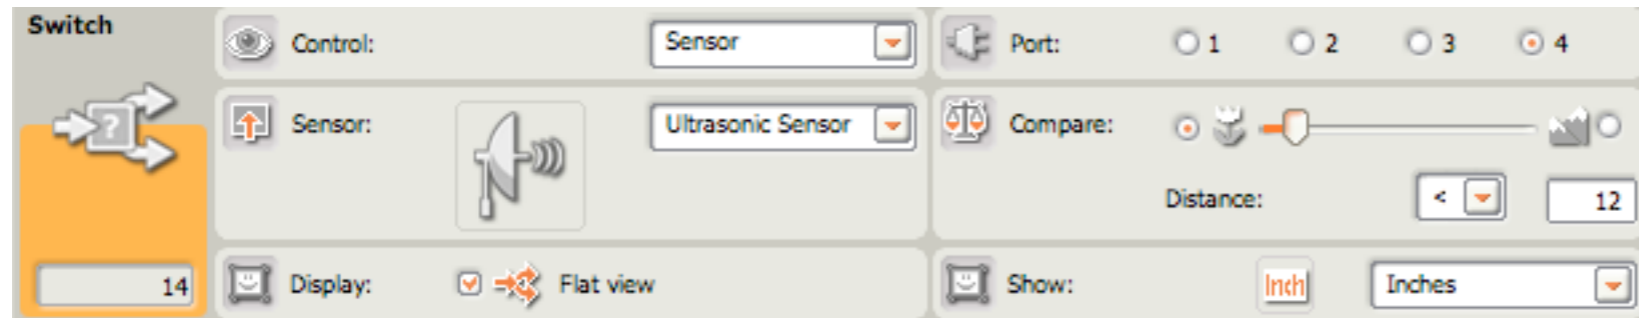 Switch
Control: Sensor Port: 1 2 3 4
Sensor: Ultrasonic Sensor Compare:
Distance: < 12
14 Display: Flat view Show: Inch Inches